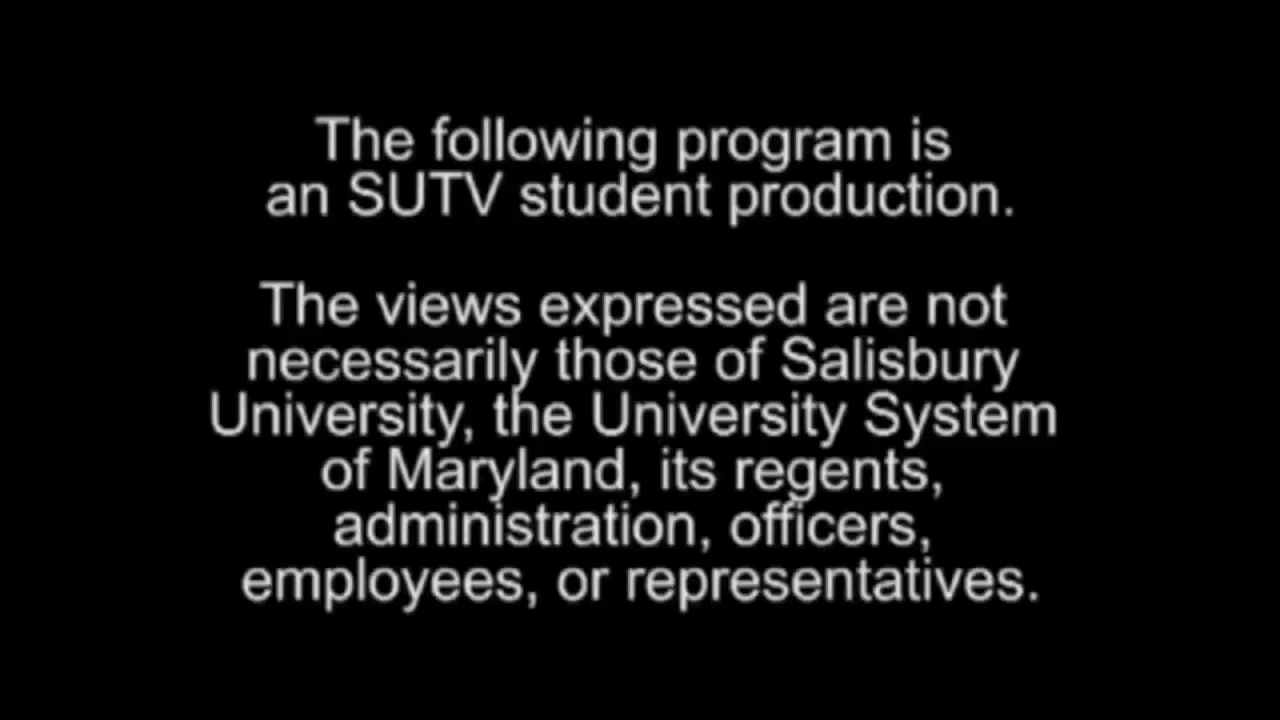 The following program is
an SUTV student production.
The views expressed are not
necessarily those of Salisbury
University, the University System
of Maryland, its regents,
administration, officers,
employees, or representatives.